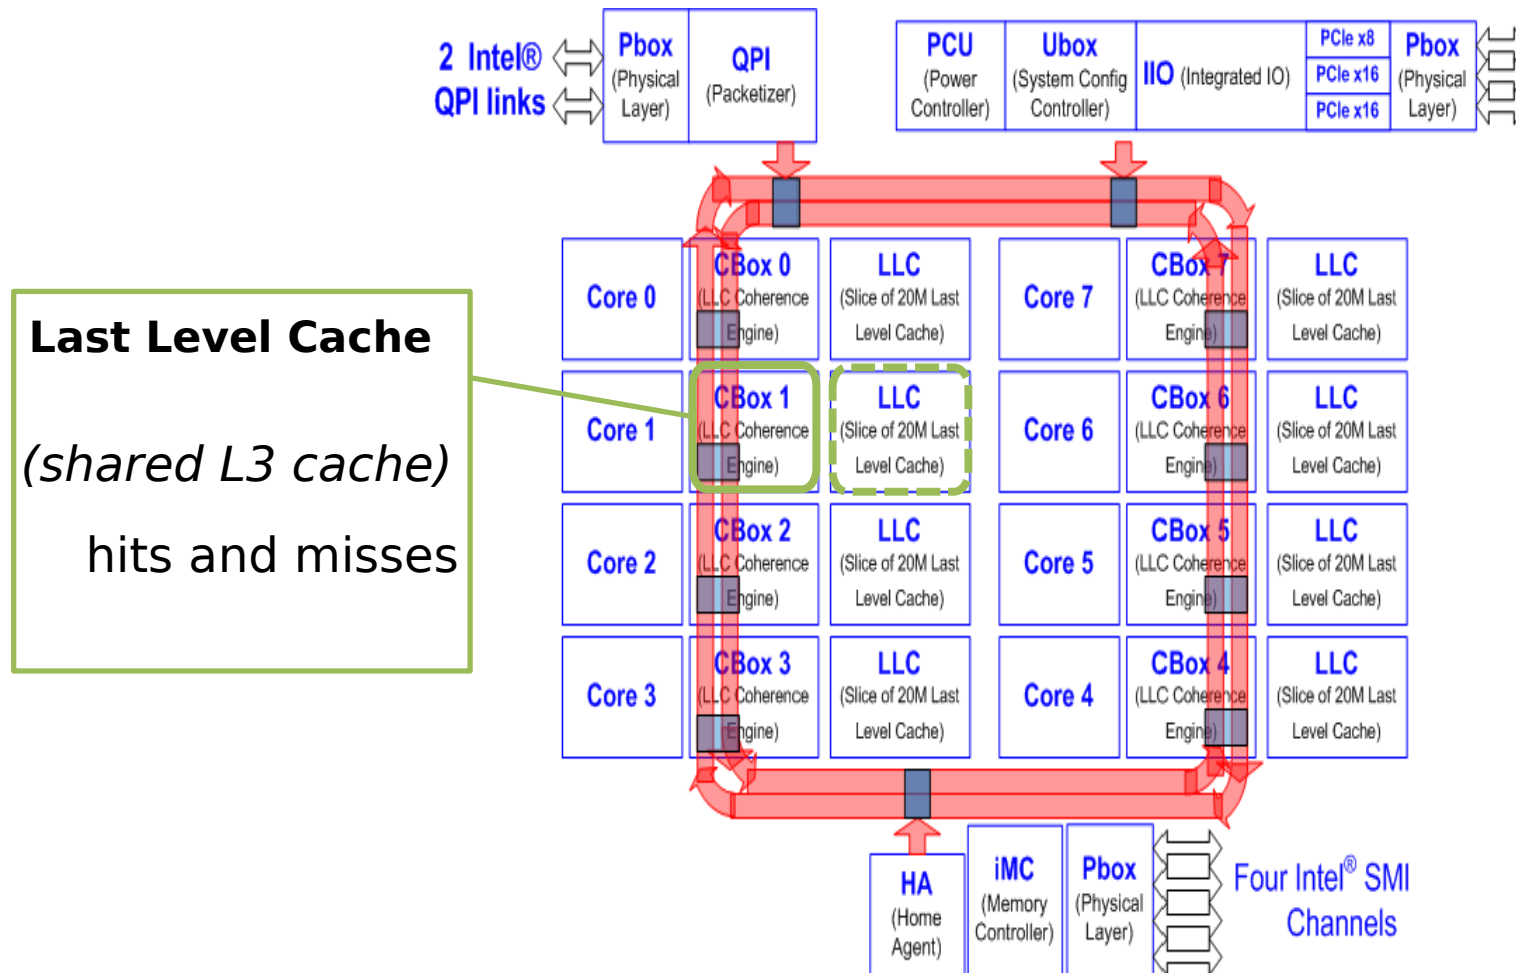 2 Intel®
QPI links
Pbox
(Physical
Layer)
QPI
(Packetizer)
PCU
(Power
Controller)
Ubox
(System Config
Controller)
IIO (Integrated IO)
PCIe x8
PCIe x16
PCIe x16
Pbox
(Physical
Layer)
Last Level Cache
(shared L3 cache)
hits and misses
Core 0
CBox 0
(LLC Coherence
Engine)
LLC
(Slice of 20M Last
Level Cache)
Core 7
CBox 7
(LLC Coherence
Engine)
LLC
(Slice of 20M Last
Level Cache)
Core 1
CBox 1
(LLC Coherence
Engine)
LLC
(Slice of 20M Last
Level Cache)
Core 6
CBox 6
(LLC Coherence
Engine)
LLC
(Slice of 20M Last
Level Cache)
Core 2
CBox 2
(LLC Coherence
Engine)
LLC
(Slice of 20M Last
Level Cache)
Core 5
CBox 5
(LLC Coherence
Engine)
LLC
(Slice of 20M Last
Level Cache)
Core 3
CBox 3
(LLC Coherence
Engine)
LLC
(Slice of 20M Last
Level Cache)
Core 4
CBox 4
(LLC Coherence
Engine)
LLC
(Slice of 20M Last
Level Cache)
HA
(Home
Agent)
iMC
(Memory
Controller)
Pbox
(Physical
Layer)
Four Intel® SMI
Channels